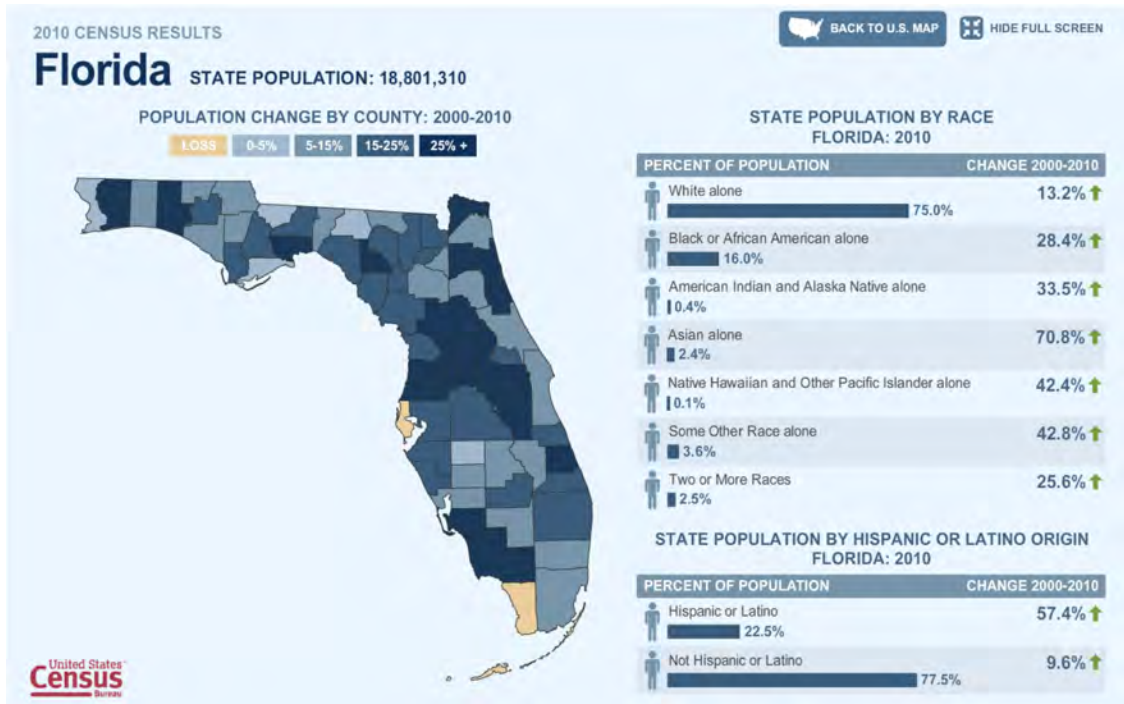 2010 CENSUS RESULTS
BACK TO U.S. MAP
HIDE FULL SCREEN
Florida STATE POPULATION: 18,801,310
POPULATION CHANGE BY COUNTY: 2000-2010
LOSS 0-5% 5-15% 15-25% 25% +
STATE POPULATION BY RACE
FLORIDA: 2010
PERCENT OF POPULATION CHANGE 2000-2010
White alone 13.2%
75.0%
Black or African American alone 28.4%
16.0%
American Indian and Alaska Native alone 33.5%
0.4%
Asian alone 70.8%
2.4%
Native Hawaiian and Other Pacific Islander alone 42.4%
0.1%
Some Other Race alone 42.8%
3.6%
Two or More Races 25.6%
2.5%
STATE POPULATION BY HISPANIC OR LATINO ORIGIN
FLORIDA: 2010
PERCENT OF POPULATION CHANGE 2000-2010
Hispanic or Latino 57.4%
22.5%
Not Hispanic or Latino 9.6%
77.5%
United States
Census
Bureau